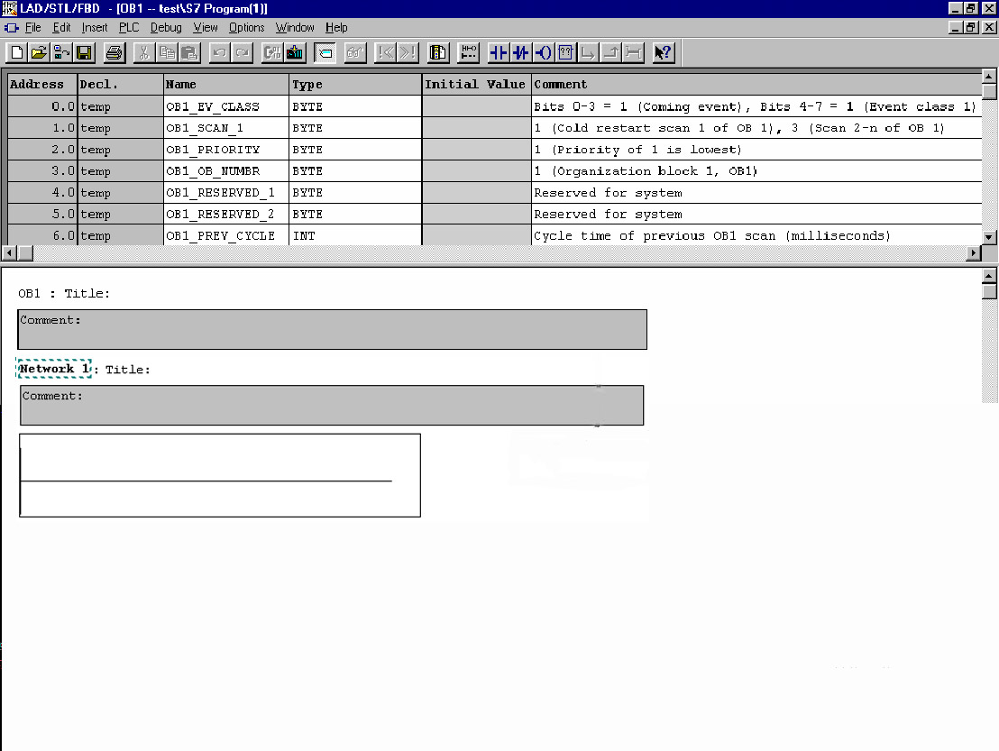 LAD/STL/FBD - [OB1 -- test\S7 Program(1)]
File Edit Insert PLC Debug View Options Window Help
Address Decl. Name Type Initial Value Comment
0.0 temp OB1_EV_CLASS BYTE Bits 0-3 = 1 (Coming event), Bits 4-7 = 1 (Event class 1)
1.0 temp OB1_SCAN_1 BYTE 1 (Cold restart scan 1 of OB 1), 3 (Scan 2-n of OB 1)
2.0 temp OB1_PRIORITY BYTE 1 (Priority of 1 is lowest)
3.0 temp OB1_OB_NUMBR BYTE 1 (Organization block 1, OB1)
4.0 temp OB1_RESERVED_1 BYTE Reserved for system
5.0 temp OB1_RESERVED_2 BYTE Reserved for system
6.0 temp OB1_PREV_CYCLE INT Cycle time of previous OB1 scan (milliseconds)
OB1 : Title:
Comment:
Network 1: Title:
Comment: